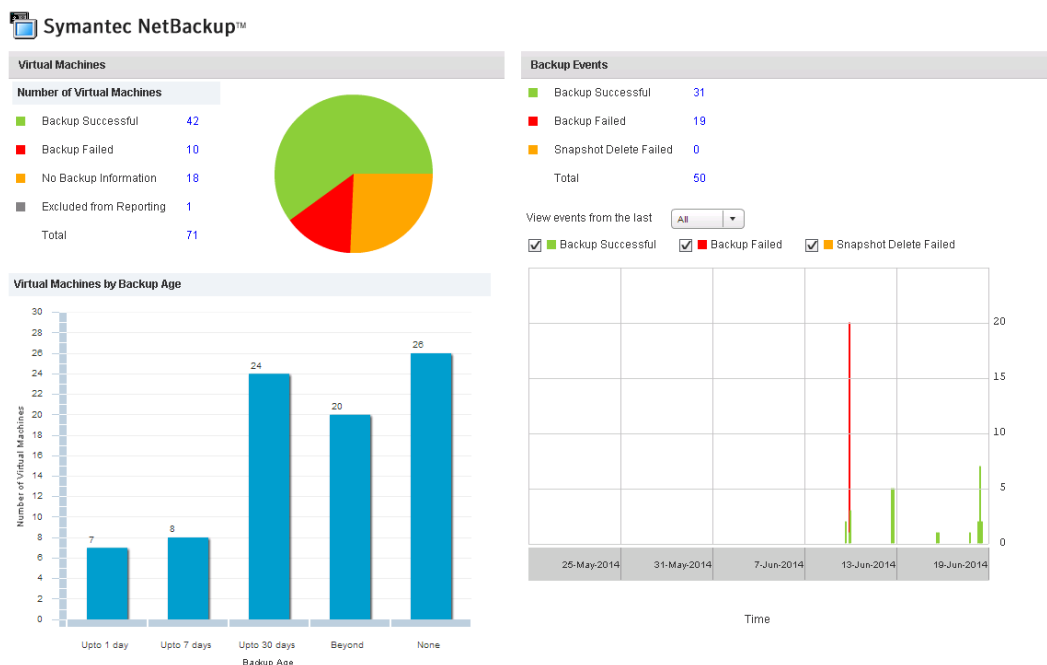 Symantec NetBackup™
Virtual Machines
Number of Virtual Machines
Backup Successful 42
Backup Failed 10
No Backup Information 18
Excluded from Reporting 1
Total 71
Virtual Machines by Backup Age
30
28
26
24
22
20
18
16
14
12
10
8
6
4
2
0
Number of Virtual Machines
7
8
24
20
26
Upto 1 day
Upto 7 days
Upto 30 days
Beyond
None
Backup Age
Backup Events
Backup Successful 31
Backup Failed 19
Snapshot Delete Failed 0
Total 50
View events from the last All
Backup Successful Backup Failed Snapshot Delete Failed
20
15
10
5
0
25-May-2014 31-May-2014 7-Jun-2014 13-Jun-2014 19-Jun-2014
Time